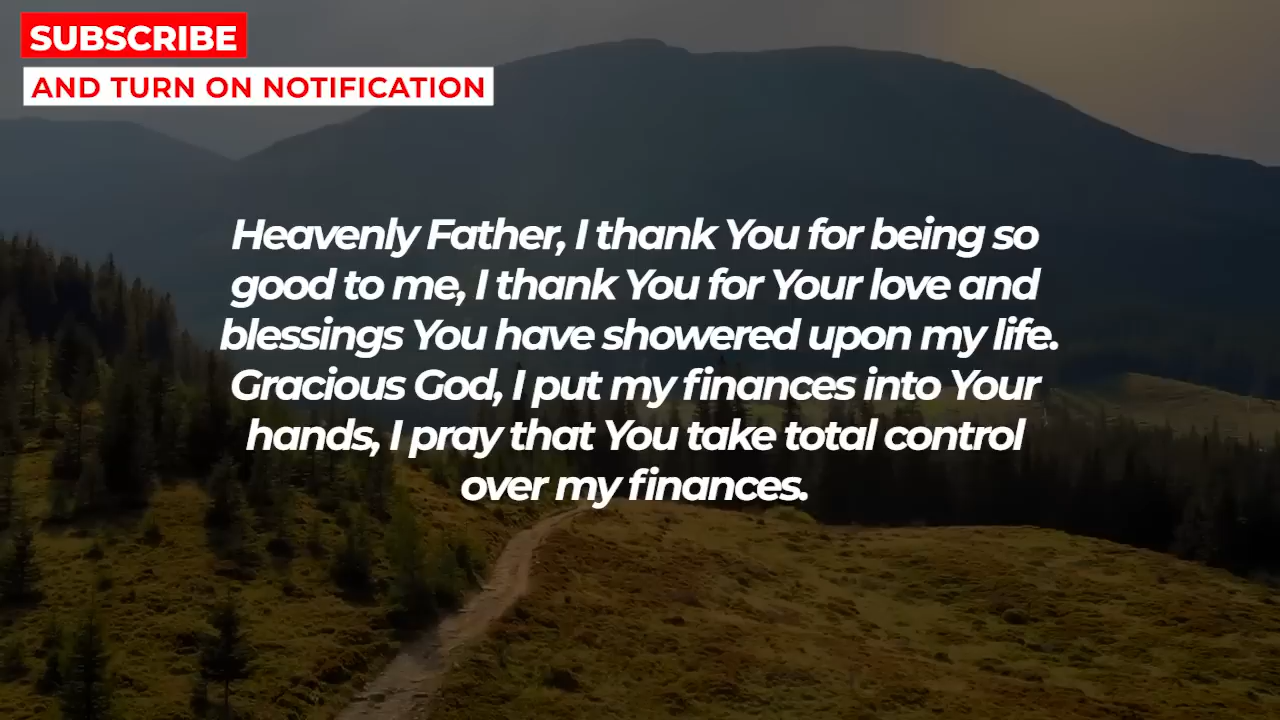 SUBSCRIBE
AND TURN ON NOTIFICATION
Heavenly Father, I thank You for being so
good to me, I thank You for Your love and
blessings You have showered upon my life.
Gracious God, I put my finances into Your
hands, I pray that You take total control
over my finances.